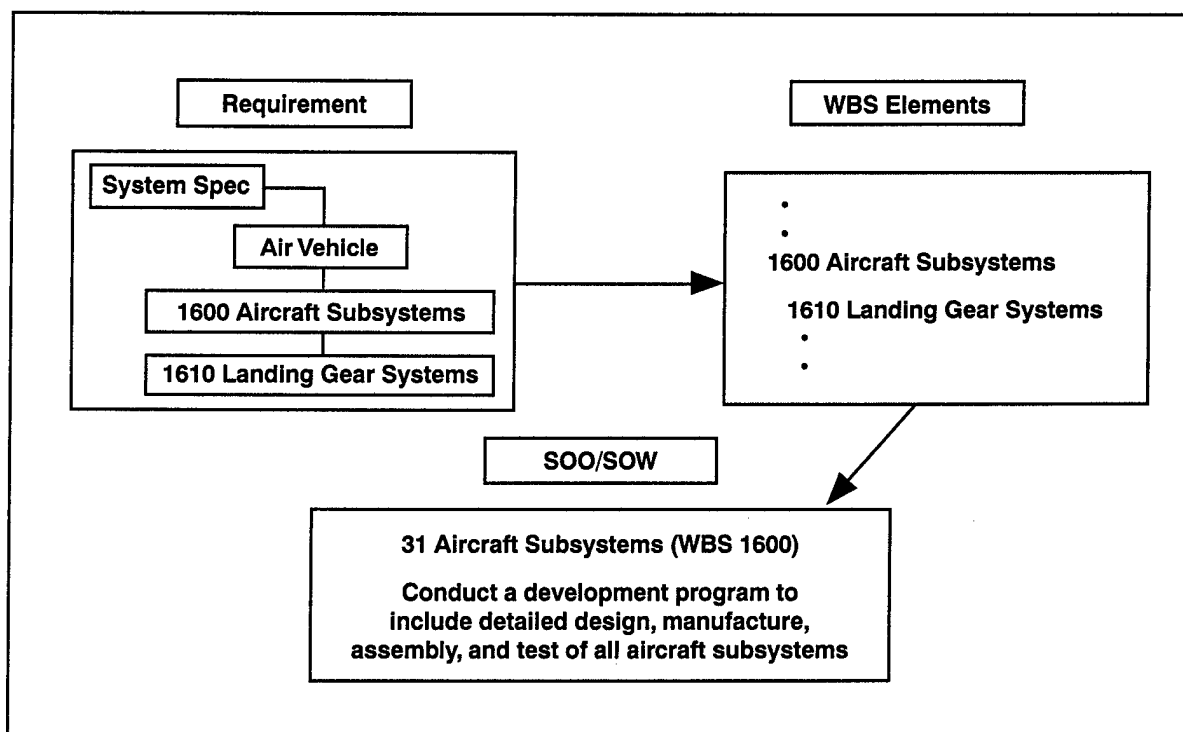 Requirement
WBS Elements
System Spec
Air Vehicle
1600 Aircraft Subsystems
1610 Landing Gear Systems
•
•
1600 Aircraft Subsystems
1610 Landing Gear Systems
•
•
SOO/SOW
31 Aircraft Subsystems (WBS 1600)
Conduct a development program to
include detailed design, manufacture,
assembly, and test of all aircraft subsystems